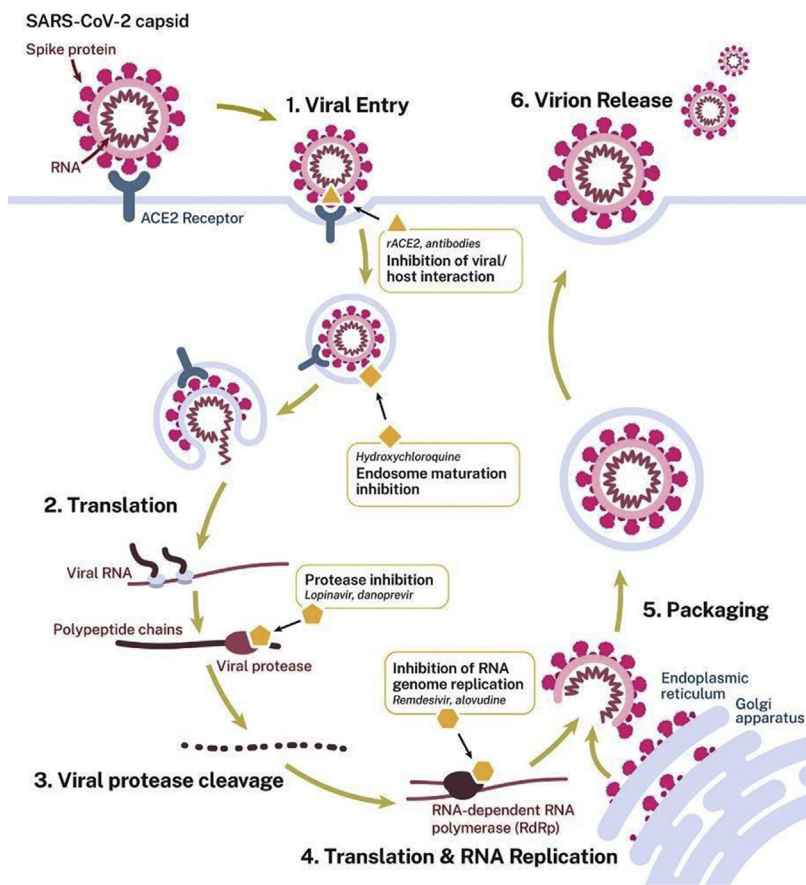 SARS-CoV-2 capsid
Spike protein
RNA
ACE2 Receptor
1. Viral Entry
6. Virion Release
rACE2, antibodies
Inhibition of viral/
host interaction
Hydroxychloroquine
Endosome maturation
inhibition
2. Translation
Viral RNA
Protease inhibition
Lopinavir, danoprevir
Polypeptide chains
Viral protease
5. Packaging
Inhibition of RNA
genome replication
Remdesivir, alovudine
Endoplasmic
reticulum
Golgi
apparatus
3. Viral protease cleavage
RNA-dependent RNA
polymerase (RdRp)
4. Translation & RNA Replication